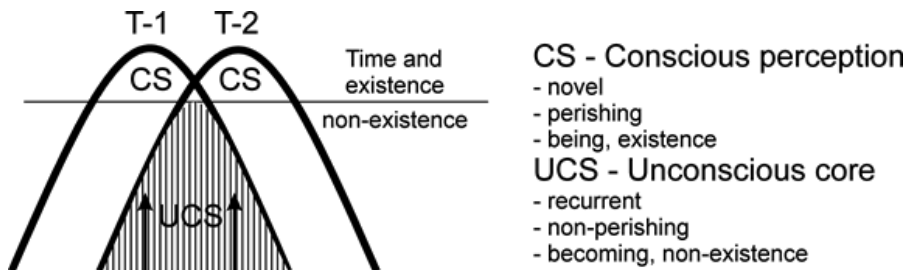 T-1 T-2
CS CS
Time and
existence
non-existence
UCS
CS - Conscious perception
- novel
- perishing
- being, existence
UCS - Unconscious core
- recurrent
- non-perishing
- becoming, non-existence